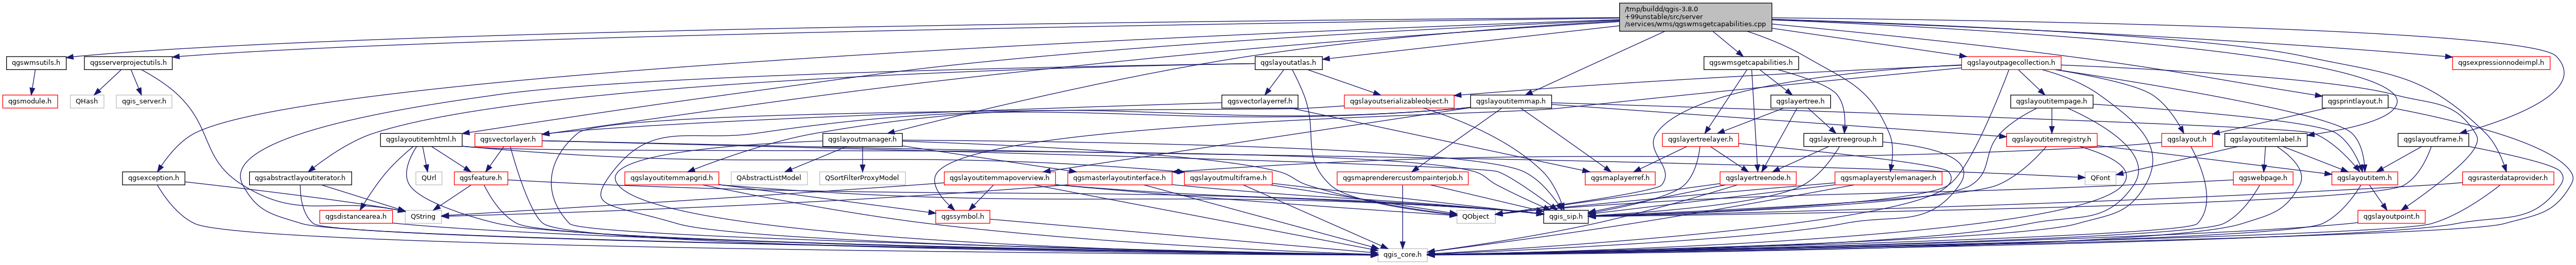 /tmp/buildd/qgis-3.8.0
+99unstable/src/server
/services/wms/qgswmsgetcapabilities.cpp
qgswmsutils.h
qgsserverprojectutils.h
qgslayoutatlas.h
qgswmsgetcapabilities.h
qgslayoutpagecollection.h
qgsexpressionnodeimpl.h
qgsmodule.h
QHash
qgis_server.h
qgsvectorlayerref.h
qgslayoutserializableobject.h
qgslayoutitemmap.h
qgslayertree.h
qgslayoutitempage.h
qgsprintlayout.h
qgslayoutitemhtml.h
qgsvectorlayer.h
qgslayoutmanager.h
qgslayertreelayer.h
qgslayertreegroup.h
qgslayoutitemregistry.h
qgslayout.h
qgslayoutitemlabel.h
qgslayoutframe.h
qgsexception.h
qgsabstractlayoutiterator.h
QUrl
qgsfeature.h
qgslayoutitemmapgrid.h
QAbstractListModel
QSortFilterProxyModel
qgslayoutitemmapoverview.h
qgsmasterlayoutinterface.h
qgslayoutmultiframe.h
qgsmaprenderercustompainterjob.h
qgsmaplayerref.h
qgslayertreenode.h
qgsmaplayerstylemanager.h
QFont
qgswebpage.h
qgslayoutitem.h
qgsrasterdataprovider.h
qgsdistancearea.h
QString
qgssymbol.h
QObject
qgis_sip.h
qgslayoutpoint.h
qgis_core.h